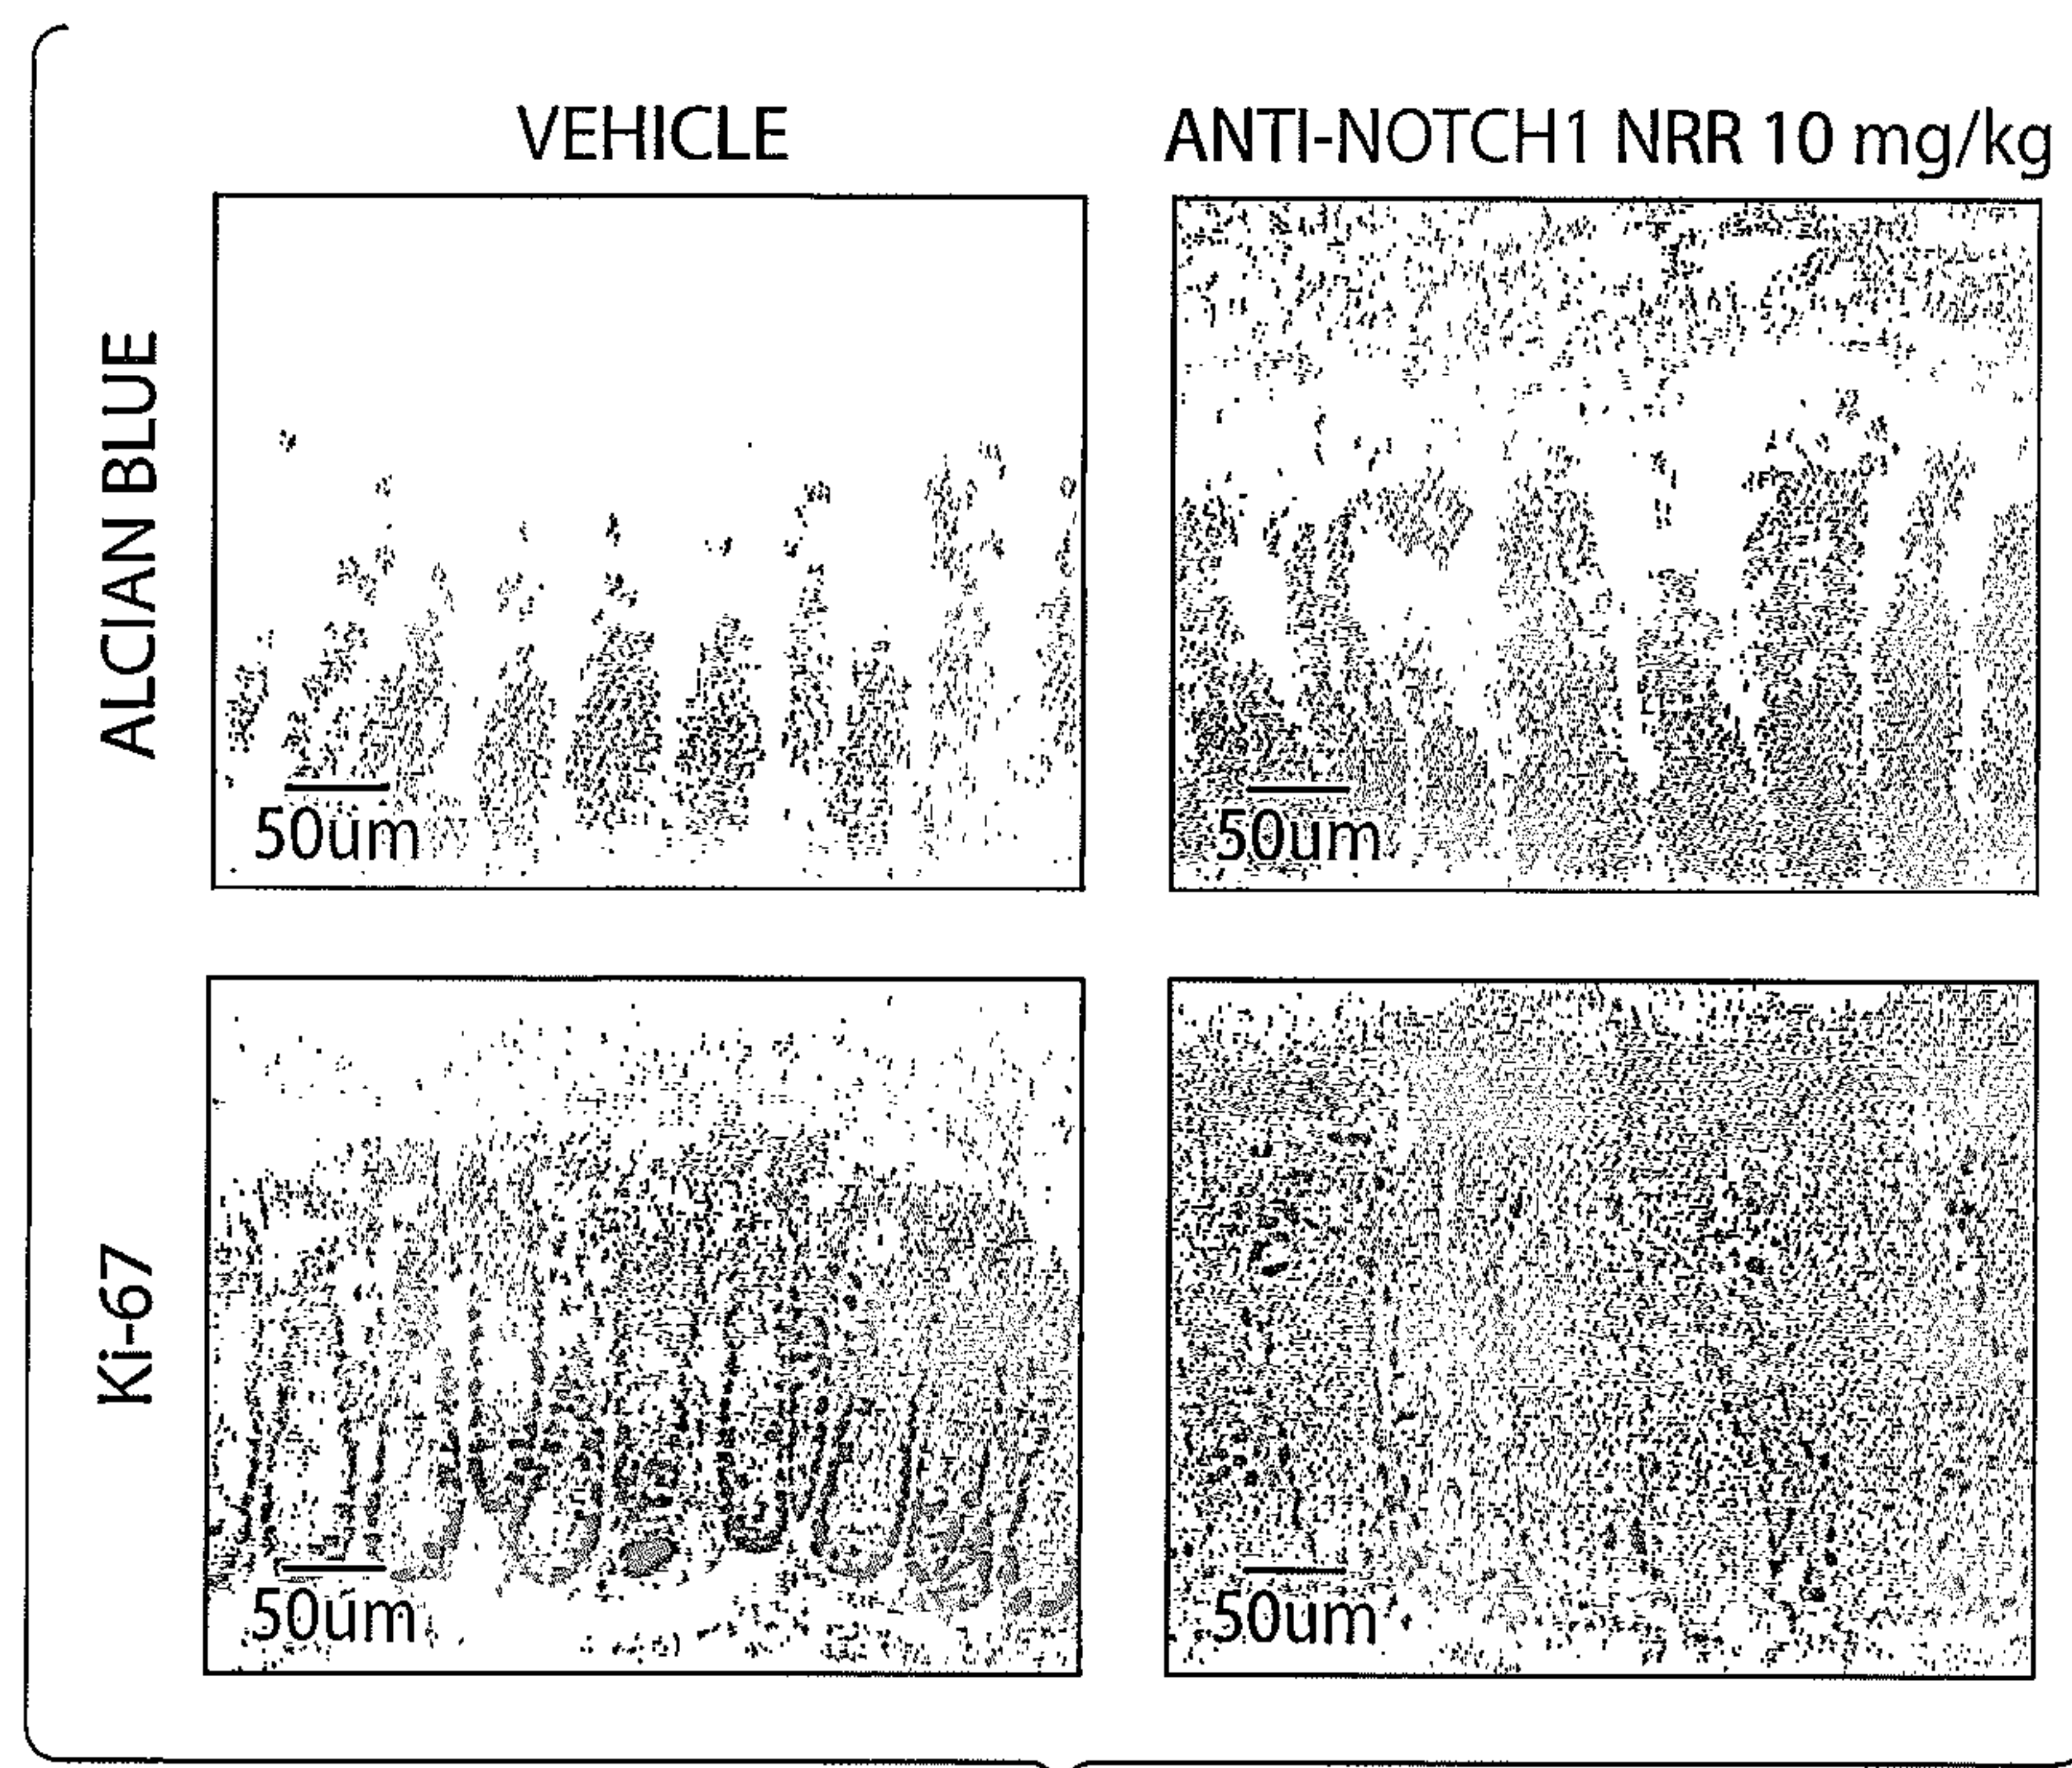 VEHICLE
ANTI-NOTCH1 NRR 10 mg/kg
ALCIAN BLUE
50um
50um
Ki-67
50um
50um